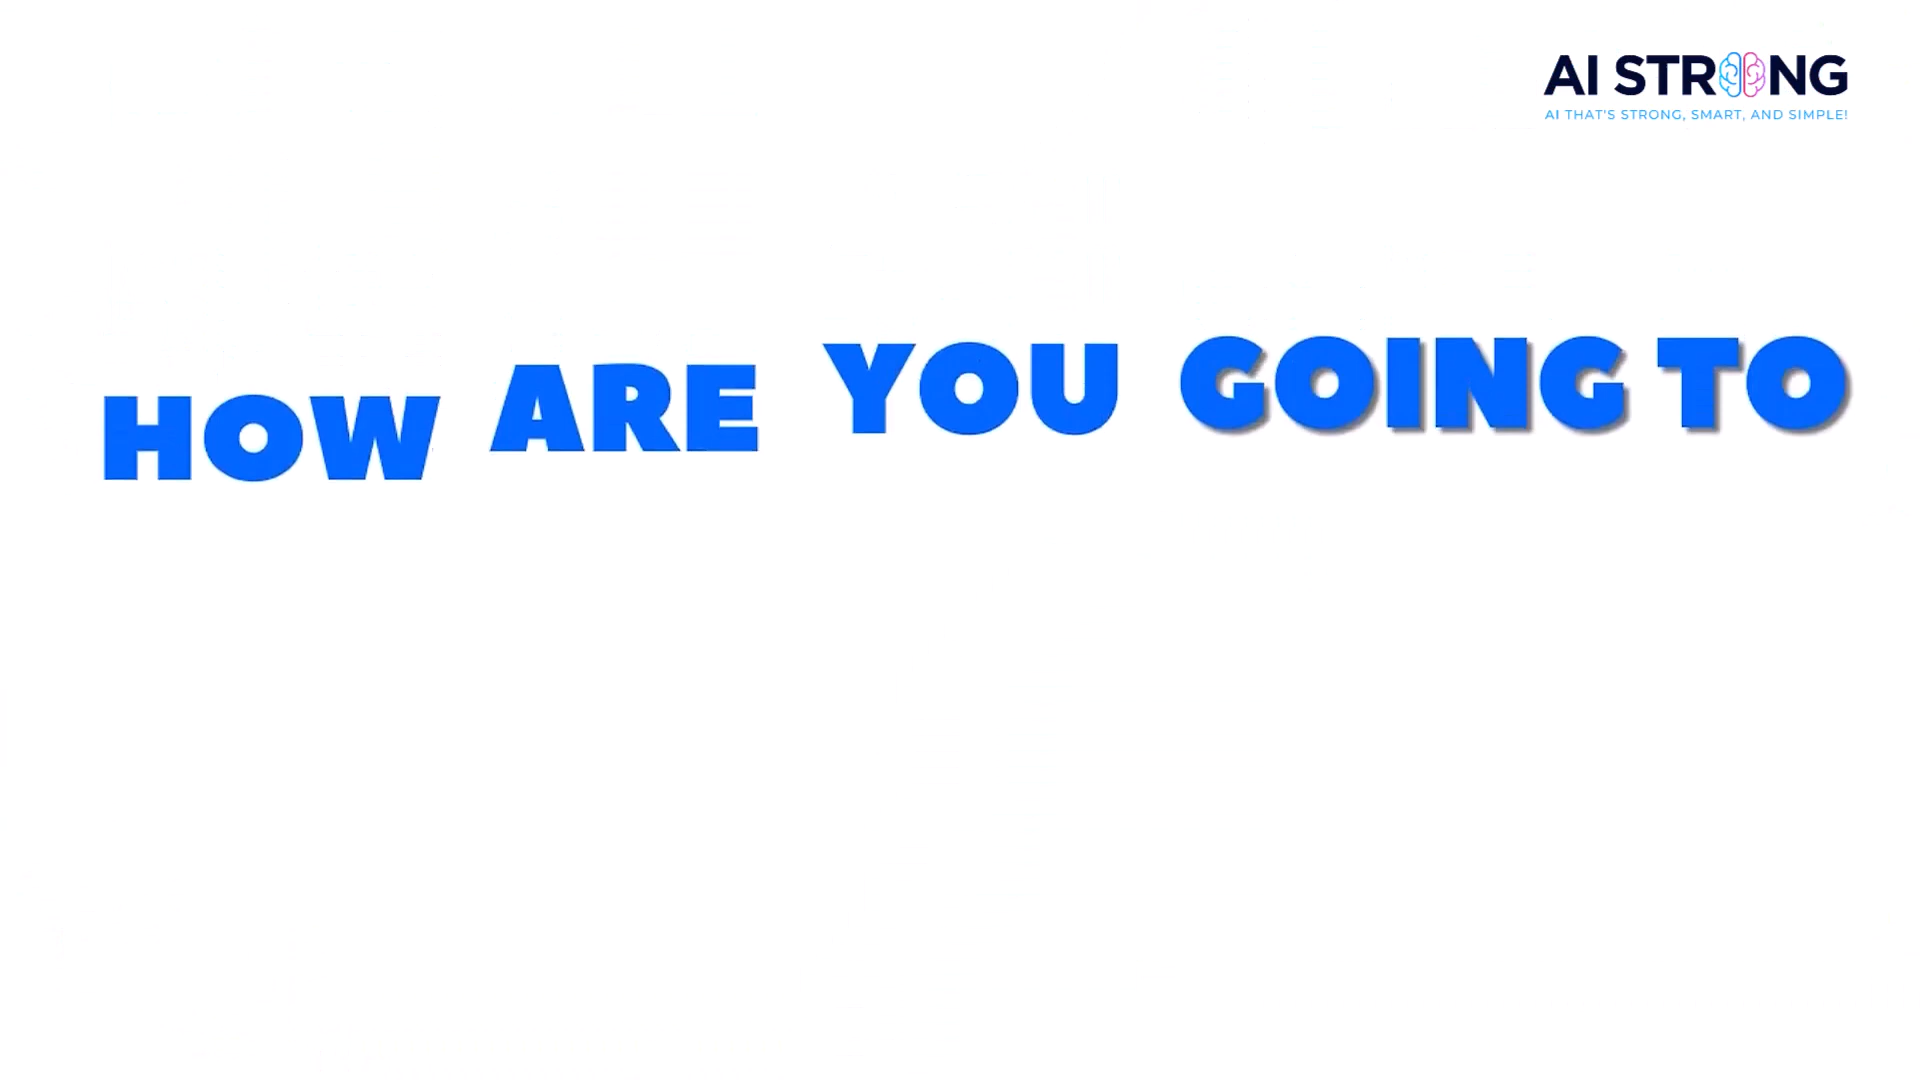 AI STRONG
AI THAT'S STRONG, SMART, AND SIMPLE!
HOW ARE YOU GOING TO